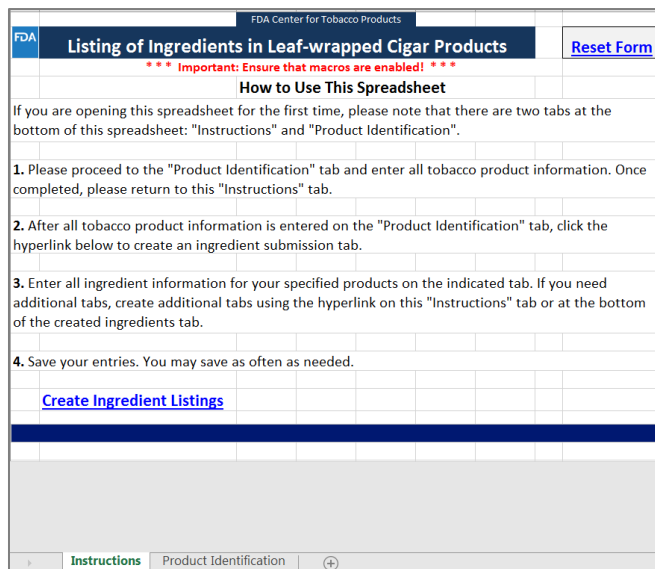 FDA Center for Tobacco Products
FDA
Listing of Ingredients in Leaf-wrapped Cigar Products
Reset Form
* * * Important: Ensure that macros are enabled! * * *
How to Use This Spreadsheet
If you are opening this spreadsheet for the first time, please note that there are two tabs at the
bottom of this spreadsheet: "Instructions" and "Product Identification".
1. Please proceed to the "Product Identification" tab and enter all tobacco product information. Once
completed, please return to this "Instructions" tab.
2. After all tobacco product information is entered on the "Product Identification" tab, click the
hyperlink below to create an ingredient submission tab.
3. Enter all ingredient information for your specified products on the indicated tab. If you need
additional tabs, create additional tabs using the hyperlink on this "Instructions" tab or at the bottom
of the created ingredients tab.
4. Save your entries. You may save as often as needed.
Create Ingredient Listings
Instructions
Product Identification